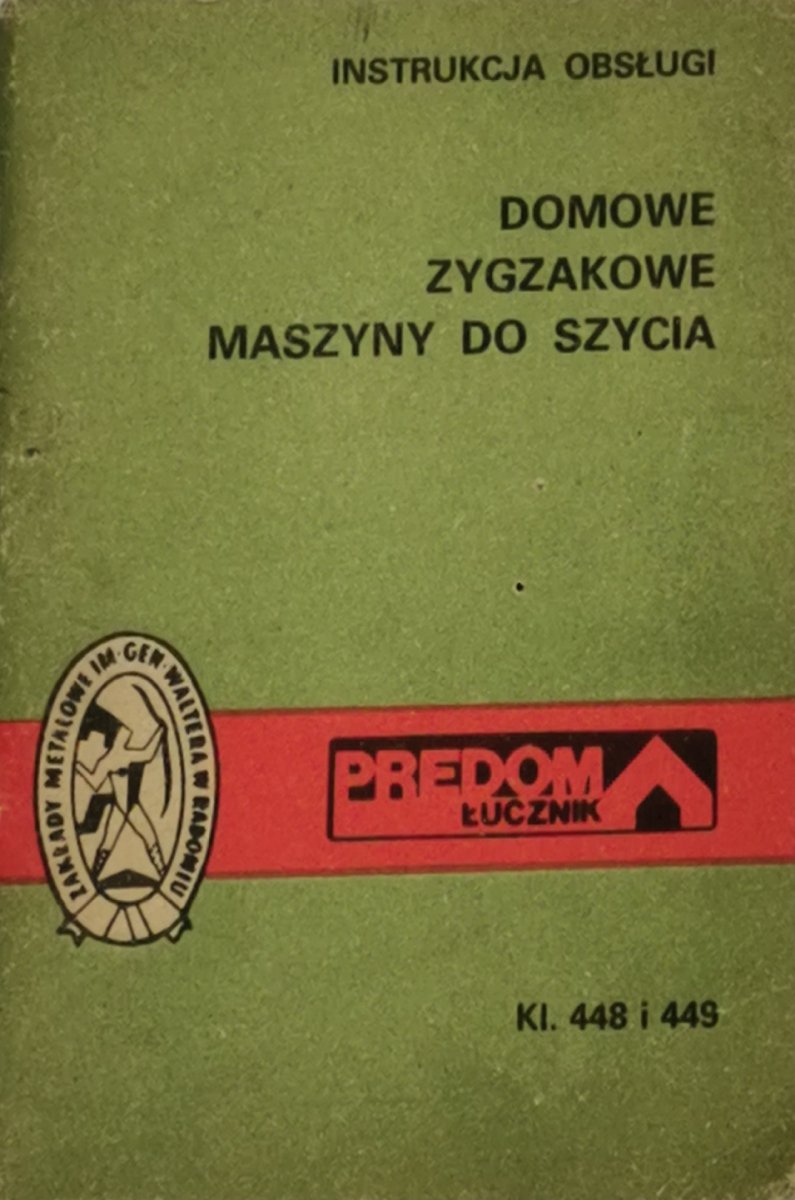 INSTRUKCJA OBSŁUGI
DOMOWE
ZYGZAKOWE
MASZYNY DO SZYCIA
ZAKŁADY METALOWE IM·GEN·WALTERA W RADOMIU
PREDOM
ŁUCZNIK
Kl. 448 i 449